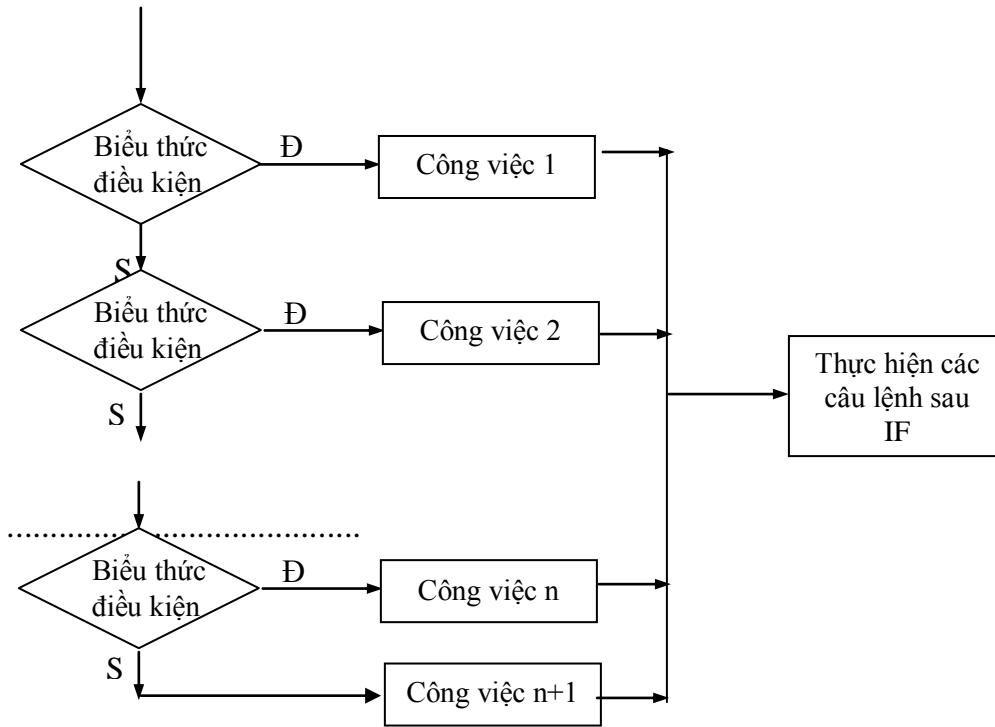 Biểu thức
điều kiện
Đ
Công việc 1
S
Biểu thức
điều kiện
Đ
Công việc 2
S
Thực hiện các
câu lệnh sau
IF
Biểu thức
điều kiện
Đ
Công việc n
S
Công việc n+1